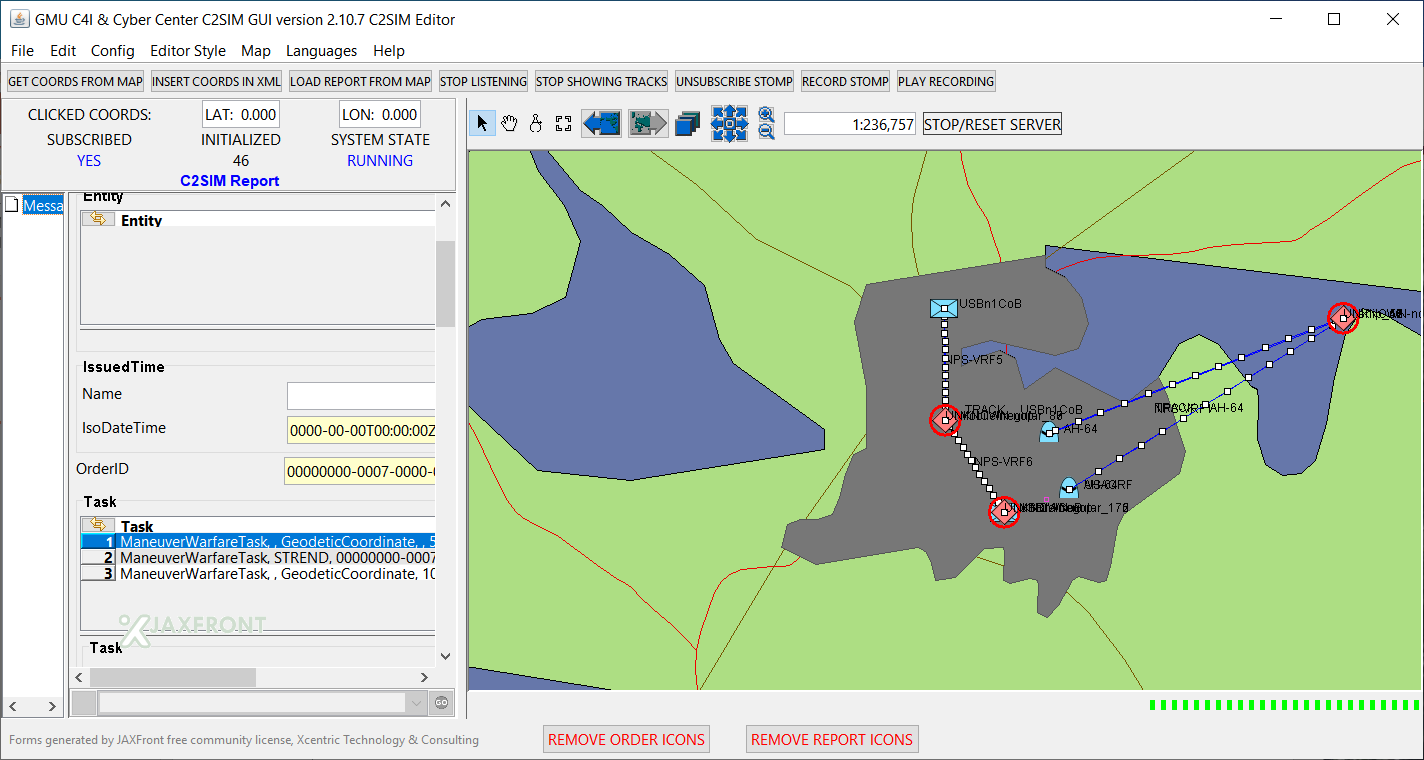 GMU C4I & Cyber Center C2SIM GUI version 2.10.7 C2SIM Editor
File Edit Config Editor Style Map Languages Help
GET COORDS FROM MAP INSERT COORDS IN XML LOAD REPORT FROM MAP STOP LISTENING STOP SHOWING TRACKS UNSUBSCRIBE STOMP RECORD STOMP PLAY RECORDING
CLICKED COORDS: LAT: 0.000 LON: 0.000
SUBSCRIBED INITIALIZED SYSTEM STATE
YES 46 RUNNING
C2SIM Report
1:236,757 STOP/RESET SERVER
Messa
Entity
Entity
IssuedTime
Name
IsoDateTime 0000-00-00T00:00:00Z
OrderID 00000000-0007-0000-
Task
Task
1 ManeuverWarfareTask, , GeodeticCoordinate, , 5
2 ManeuverWarfareTask, STREND, 00000000-0007
3 ManeuverWarfareTask, , GeodeticCoordinate, 10
JAXFRONT
Task
GO
USBn1CoB
NPS-VRF5
TRACK USBn1CoB
AH-64
AH-64
NPS-VRF6
Forms generated by JAXFront free community license, Xcentric Technology & Consulting
REMOVE ORDER ICONS REMOVE REPORT ICONS